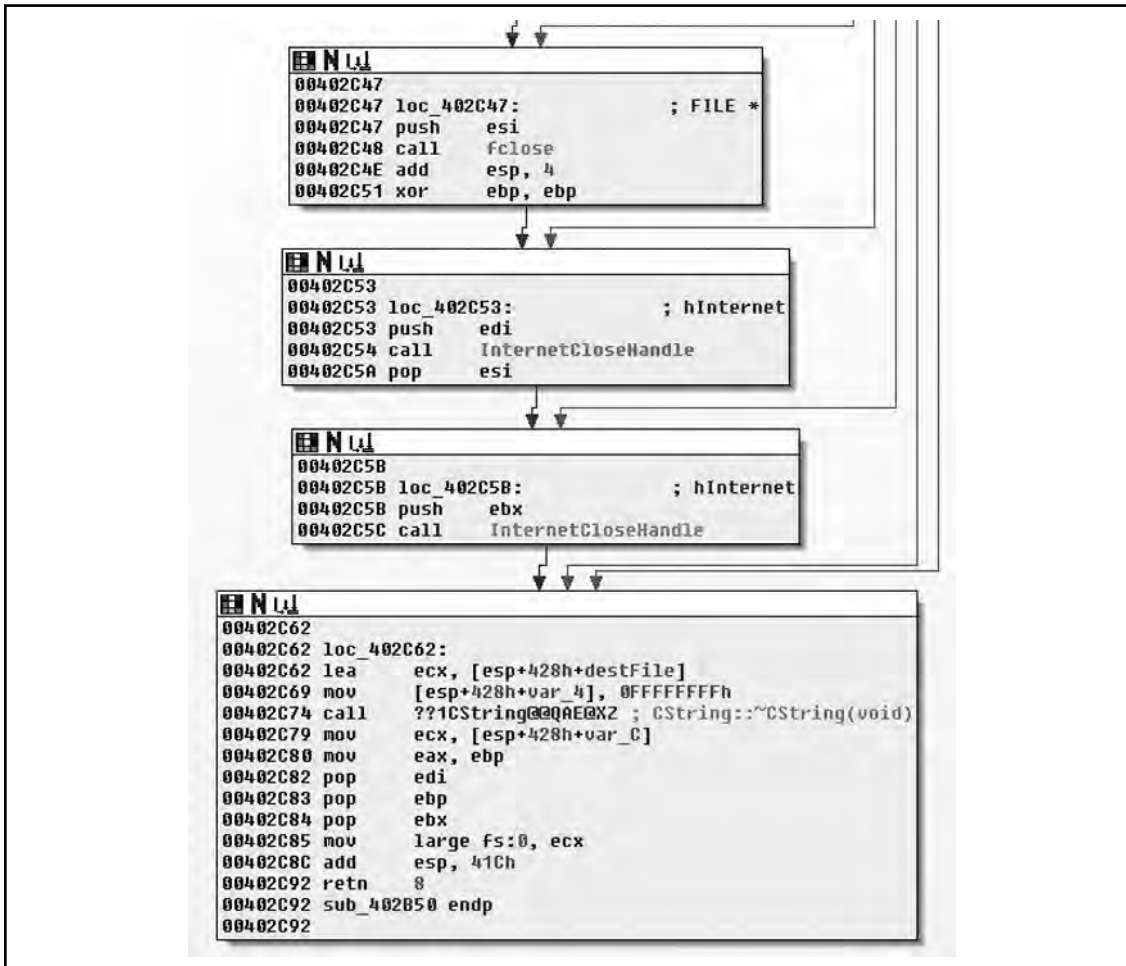 00402C47
00402C47 loc_402C47: ; FILE *
00402C47 push esi
00402C48 call fclose
00402C4E add esp, 4
00402C51 xor ebp, ebp
00402C53
00402C53 loc_402C53: ; hInternet
00402C53 push edi
00402C54 call InternetCloseHandle
00402C5A pop esi
00402C5B
00402C5B loc_402C5B: ; hInternet
00402C5B push ebx
00402C5C call InternetCloseHandle
00402C62
00402C62 loc_402C62:
00402C62 lea ecx, [esp+428h+destFile]
00402C69 mov [esp+428h+var_4], 0FFFFFFFFh
00402C74 call ??1CString@@QAE@XZ ; CString::~CString(void)
00402C79 mov ecx, [esp+428h+var_C]
00402C80 mov eax, ebp
00402C82 pop edi
00402C83 pop ebp
00402C84 pop ebx
00402C85 mov large fs:0, ecx
00402C8C add esp, 41Ch
00402C92 retn 8
00402C92 sub_402B50 endp
00402C92